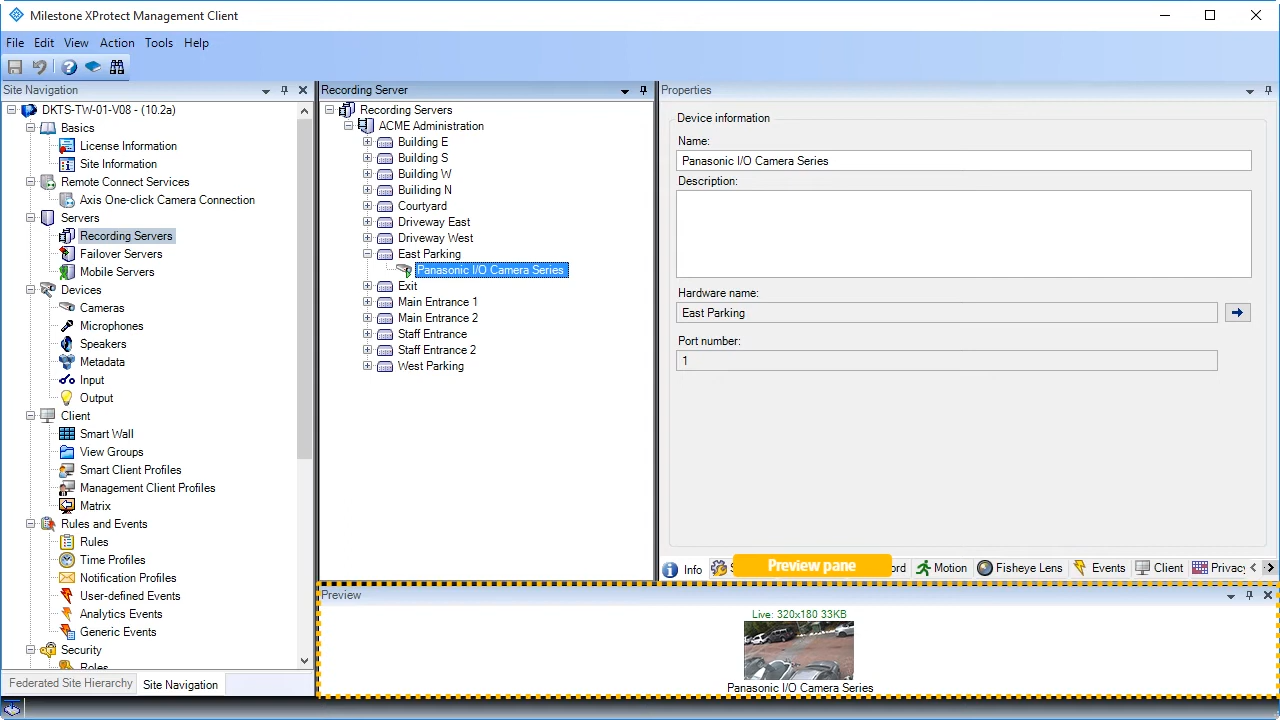 Milestone XProtect Management Client
File Edit View Action Tools Help
Site Navigation
DKTS-TW-01-V08 - (10.2a)
Basics
License Information
Site Information
Remote Connect Services
Axis One-click Camera Connection
Servers
Recording Servers
Failover Servers
Mobile Servers
Devices
Cameras
Microphones
Speakers
Metadata
Input
Output
Client
Smart Wall
View Groups
Smart Client Profiles
Management Client Profiles
Matrix
Rules and Events
Rules
Time Profiles
Notification Profiles
User-defined Events
Analytics Events
Generic Events
Security
Roles
Federated Site Hierarchy Site Navigation
Recording Server
Recording Servers
ACME Administration
Building E
Building S
Building W
Builiding N
Courtyard
Driveway East
Driveway West
East Parking
Panasonic I/O Camera Series
Exit
Main Entrance 1
Main Entrance 2
Staff Entrance
Staff Entrance 2
West Parking
Properties
Device information
Name:
Panasonic I/O Camera Series
Description:
Hardware name:
East Parking
Port number:
1
Info Preview pane Motion Fisheye Lens Events Client Privacy
Preview
Live: 320x180 33KB
Panasonic I/O Camera Series